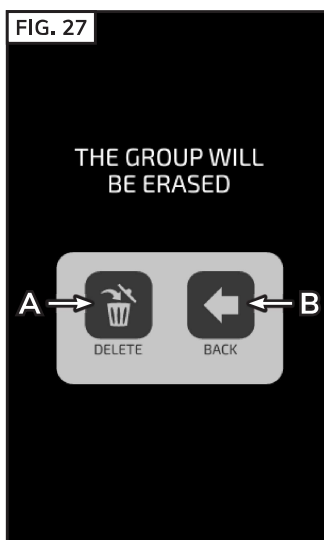 FIG. 27
THE GROUP WILL
BE ERASED
A
B
DELETE
BACK